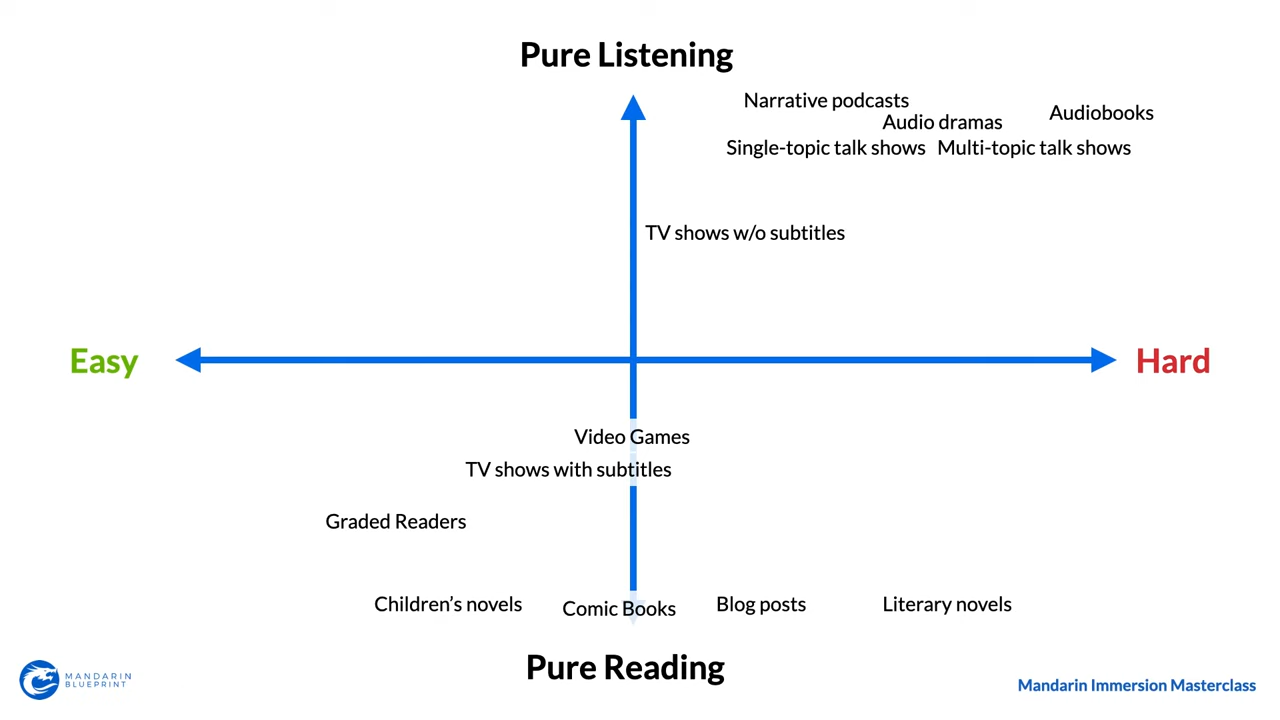 Pure Listening
Narrative podcasts
Audiobooks
Audio dramas
Single-topic talk shows
Multi-topic talk shows
TV shows w/o subtitles
Easy
Hard
Video Games
TV shows with subtitles
Graded Readers
Children’s novels
Comic Books
Blog posts
Literary novels
Pure Reading
MANDARIN
BLUEPRINT
Mandarin Immersion Masterclass